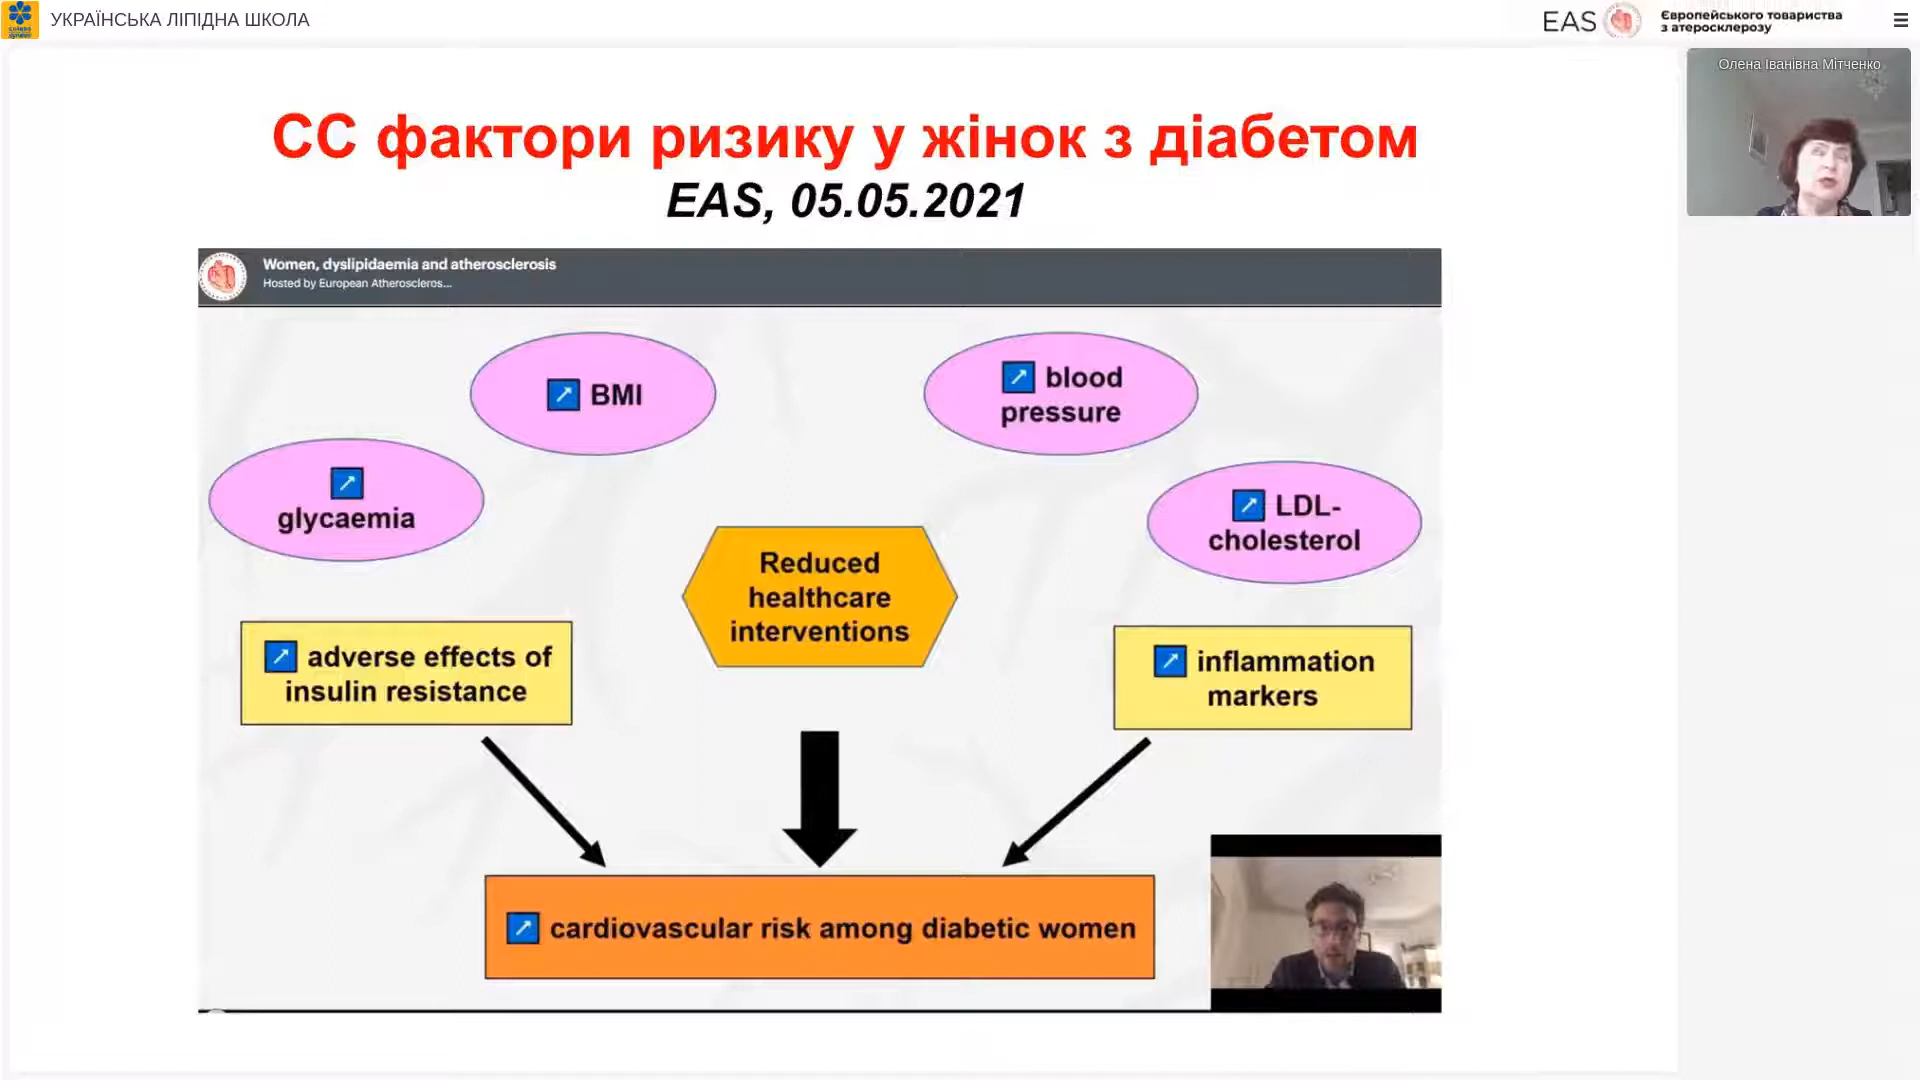 УКРАЇНСЬКА ЛІПІДНА ШКОЛА
EAS
Європейського товариства
з атеросклерозу
Олена Іванівна Мітченко
СС фактори ризику у жінок з діабетом
EAS, 05.05.2021
Women, dyslipidaemia and atherosclerosis
Hosted by European Atheroscleros...
BMI
blood
pressure
glycaemia
LDL-
cholesterol
Reduced
healthcare
interventions
adverse effects of
insulin resistance
inflammation
markers
cardiovascular risk among diabetic women